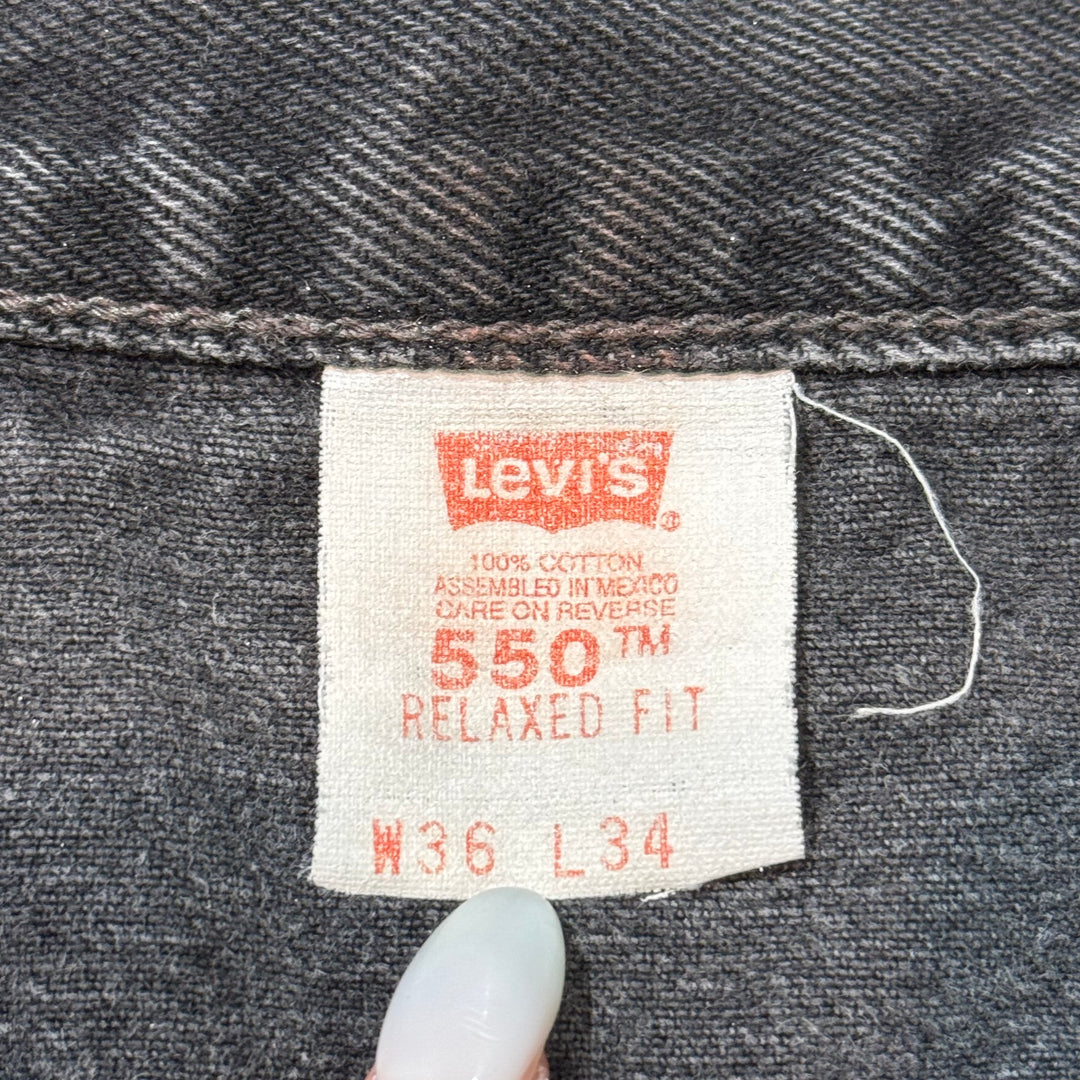 Levi's ®
100% COTTON
ASSEMBLED IN MEXICO
CARE ON REVERSE
550™
RELAXED FIT
W36 L34